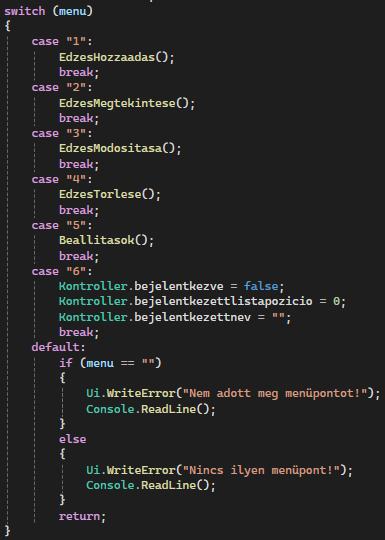 switch (menu)
{
case "1":
EdzesHozzaadas();
break;
case "2":
EdzesMegtekintese();
break;
case "3":
EdzesModositasa();
break;
case "4":
EdzesTorlese();
break;
case "5":
Beallitasok();
break;
case "6":
Kontroller.bejelentkezve = false;
Kontroller.bejelentkezettlistapozicio = 0;
Kontroller.bejelentkezettnev = "";
break;
default:
if (menu == "")
{
Ui.WriteError("Nem adott meg menüpontot!");
Console.ReadLine();
}
else
{
Ui.WriteError("Nincs ilyen menüpont!");
Console.ReadLine();
}
return;
}